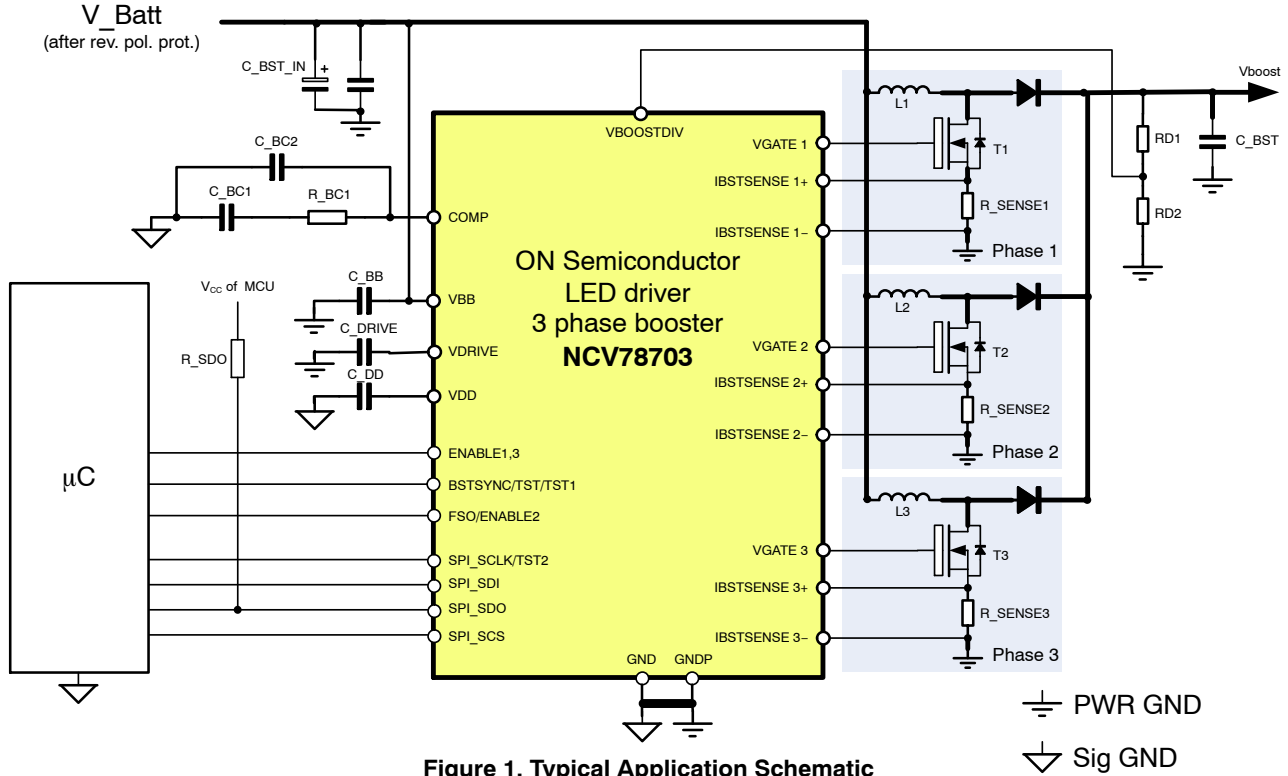 V_Batt
(after rev. pol. prot.)
C_BST_IN
+
Vboost
L1
VBOOSTDIV
VGATE 1
T1
RD1
C_BST
C_BC2
C_BC1
R_BC1
IBSTSENSE 1+
R_SENSE1
RD2
COMP
IBSTSENSE 1−
Phase 1
ON Semiconductor
LED driver
3 phase booster
NCV78703
C_BB
V_CC of MCU
VBB
L2
C_DRIVE
VDRIVE
VGATE 2
T2
R_SDO
C_DD
VDD
IBSTSENSE 2+
R_SENSE2
IBSTSENSE 2−
Phase 2
ENABLE1,3
μC
BSTSYNC/TST/TST1
FSO/ENABLE2
L3
SPI_SCLK/TST2
VGATE 3
T3
SPI_SDI
IBSTSENSE 3+
SPI_SDO
R_SENSE3
SPI_SCS
IBSTSENSE 3−
GND
GNDP
Phase 3
PWR GND
Sig GND
Figure 1. Typical Application Schematic